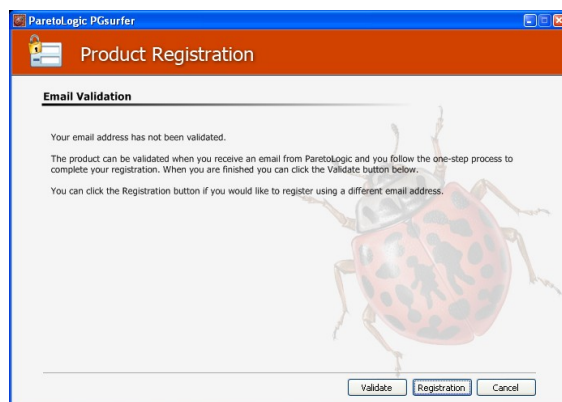 ParetoLogic PGsurfer
Product Registration
Email Validation
Your email address has not been validated.
The product can be validated when you receive an email from ParetoLogic and you follow the one-step process to
complete your registration. When you are finished you can click the Validate button below.
You can click the Registration button if you would like to register using a different email address.
Validate Registration Cancel